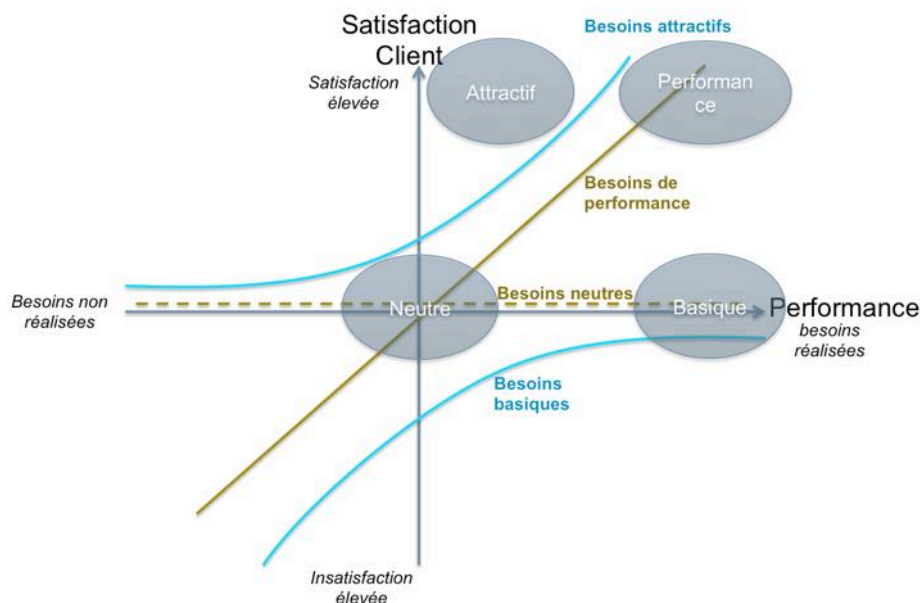 Satisfaction
Client
Besoins attractifs
Satisfaction
élevée
Attractif
Performan
ce
Besoins de
performance
Besoins non
réalisées
Neutre
Besoins neutres
Basique
Performance
besoins
réalisées
Besoins
basiques
Insatisfaction
élevée